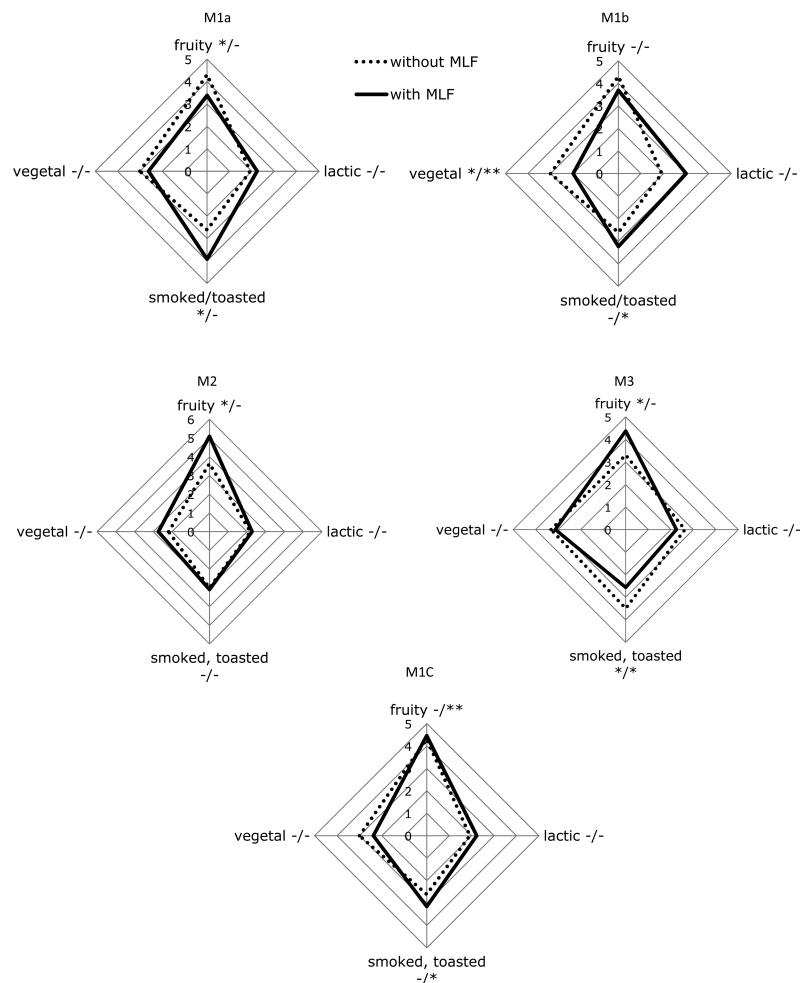 M1a
fruity */-
5
4
3
2
1
0
vegetal -/-
lactic -/-
smoked/toasted
*/-
without MLF
with MLF
M1b
fruity -/-
5
4
3
2
1
0
vegetal */**
lactic -/-
smoked/toasted
-/*
M2
fruity */-
6
5
4
3
2
1
0
vegetal -/-
lactic -/-
smoked, toasted
-/-
M3
fruity */-
5
4
3
2
1
0
vegetal -/-
lactic -/-
smoked, toasted
*/*
M1C
fruity -/**
5
4
3
2
1
0
vegetal -/-
lactic -/-
smoked, toasted
-/*